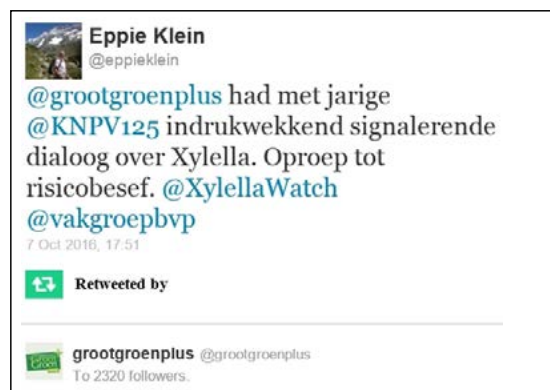 Eppie Klein
@eppieklein
@grootgroenplus had met jarige
@KNPV125 indrukwekkend signalerende
dialoog over Xylella. Oproep tot
risicobesef. @XylellaWatch
@vakgroepbvp
7 Oct 2016, 17:51
Retweeted by
grootgroenplus @grootgroenplus
To 2320 followers.